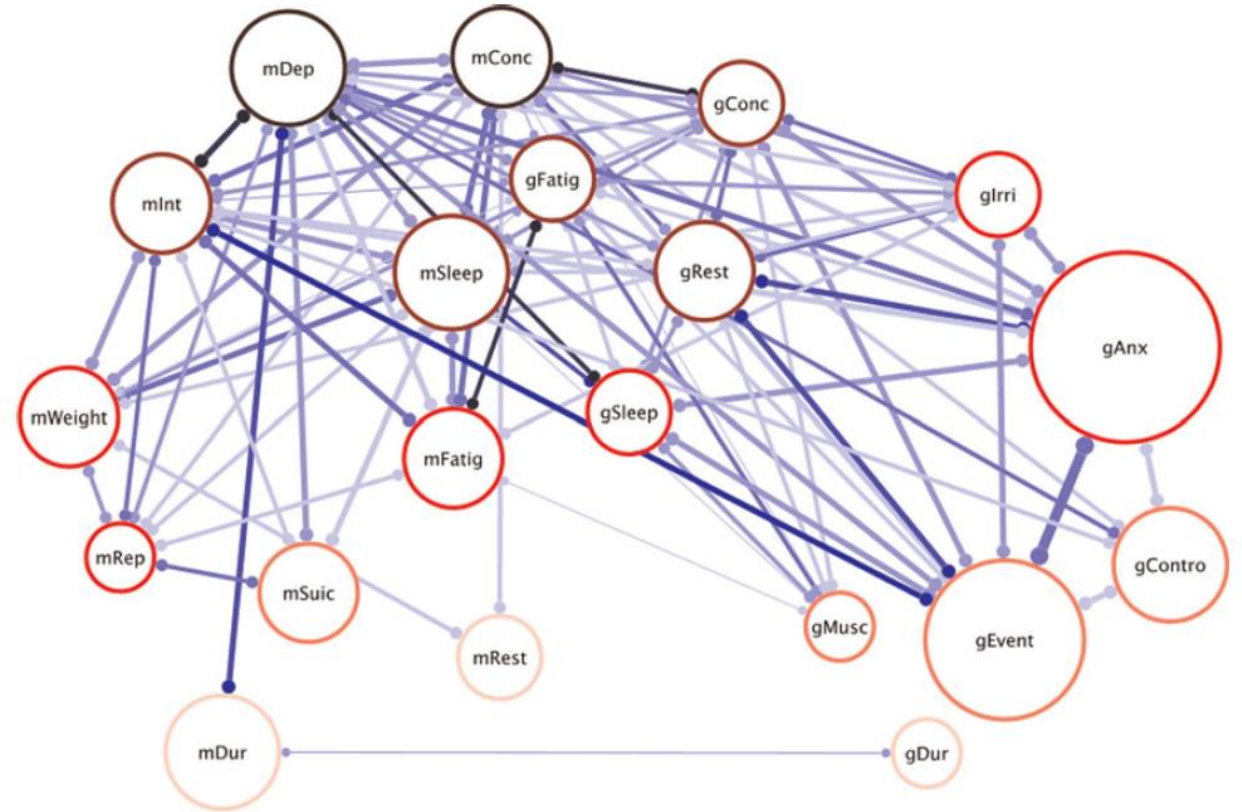 mDep
mConc
gConc
gFatig
gIrri
mInt
mSleep
gRest
gAnx
mWeight
gSleep
mFatig
mRep
mSuic
gContro
gMusc
gEvent
mRest
mDur
gDur